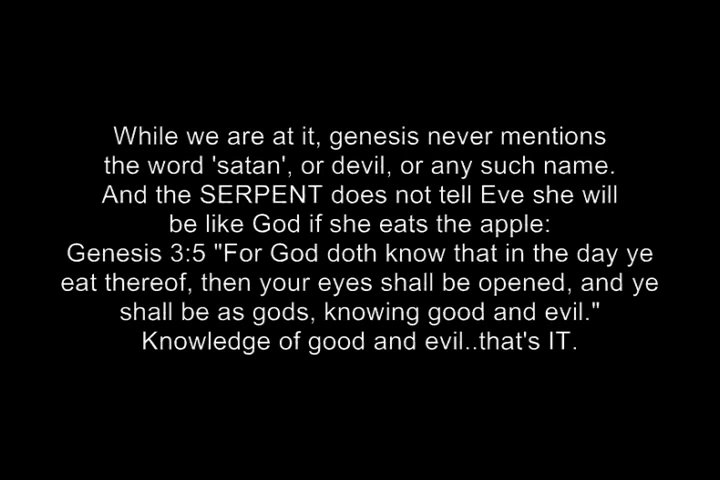 While we are at it, genesis never mentions
the word 'satan', or devil, or any such name.
And the SERPENT does not tell Eve she will
be like God if she eats the apple:
Genesis 3:5 "For God doth know that in the day ye
eat thereof, then your eyes shall be opened, and ye
shall be as gods, knowing good and evil."
Knowledge of good and evil..that's IT.